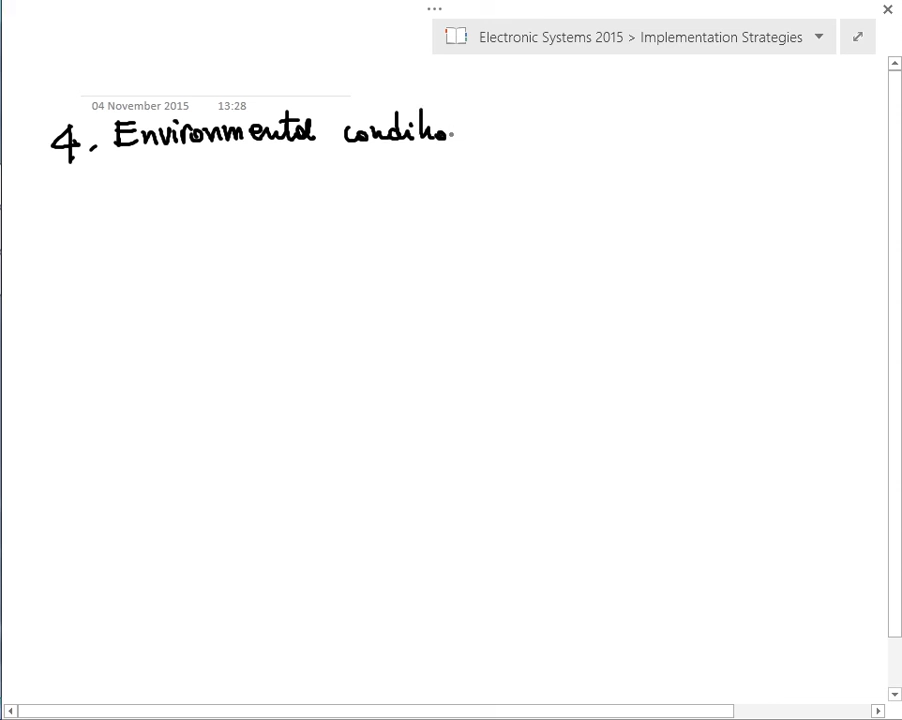 Electronic Systems 2015 > Implementation Strategies
04 November 2015 13:28
4. Environmental conditio